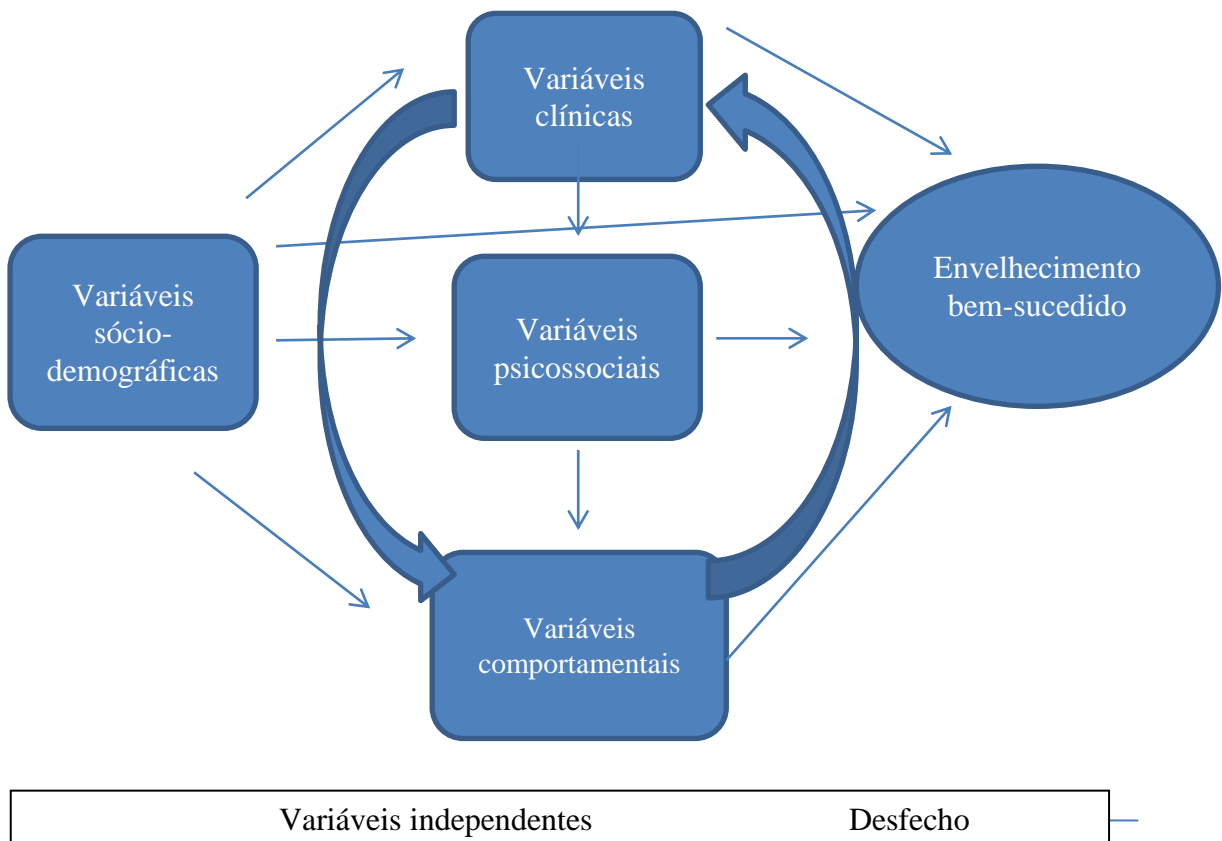 Variáveis
clínicas
Variáveis
sócio-
demográficas
Variáveis
psicossociais
Envelhecimento
bem-sucedido
Variáveis
comportamentais
Variáveis independentes
Desfecho